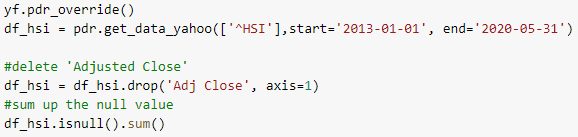 yf.pdr_override()
df_hsi = pdr.get_data_yahoo(['^HSI'],start='2013-01-01', end='2020-05-31')
#delete 'Adjusted Close'
df_hsi = df_hsi.drop('Adj Close', axis=1)
#sum up the null value
df_hsi.isnull().sum()